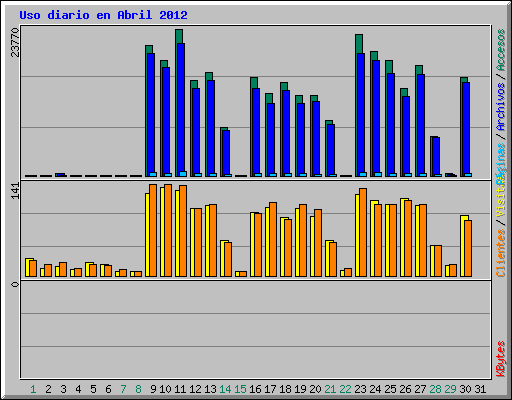 Uso diario en Abril 2012
23770
141
0
Accesos
/ Archivos /
Páginas
Visitas
Clientes /
KBytes
1 2 3 4 5 6 7 8 9 10 11 12 13 14 15 16 17 18 19 20 21 22 23 24 25 26 27 28 29 30 31